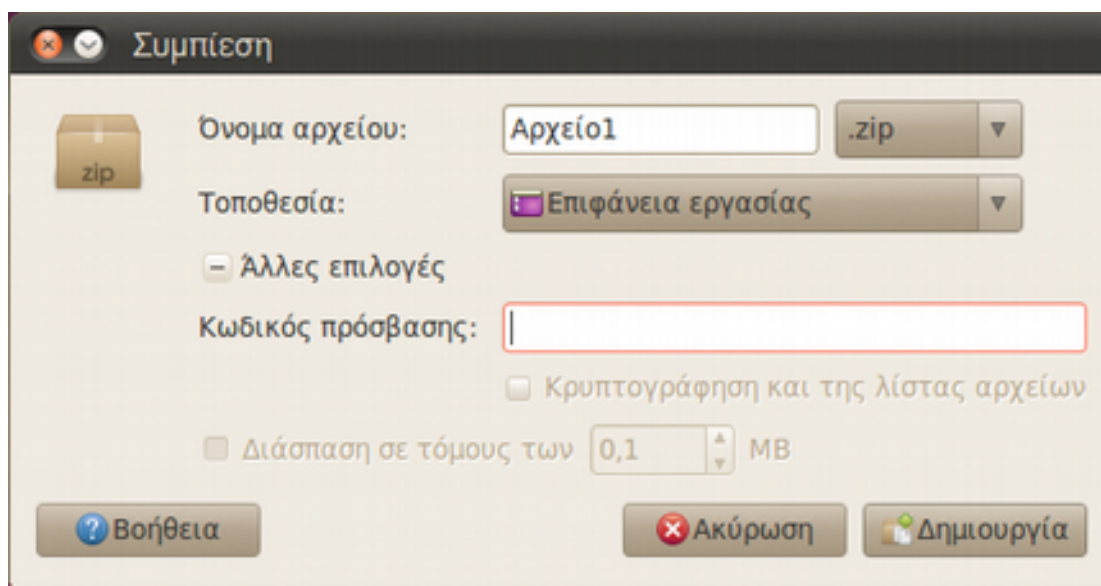 Συμπίεση
Όνομα αρχείου: Αρχείο1 .zip
zip
Τοποθεσία: Επιφάνεια εργασίας
Άλλες επιλογές
Κωδικός πρόσβασης:
Κρυπτογράφηση και της λίστας αρχείων
Διάσπαση σε τόμους των 0,1 MB
Βοήθεια Ακύρωση Δημιουργία